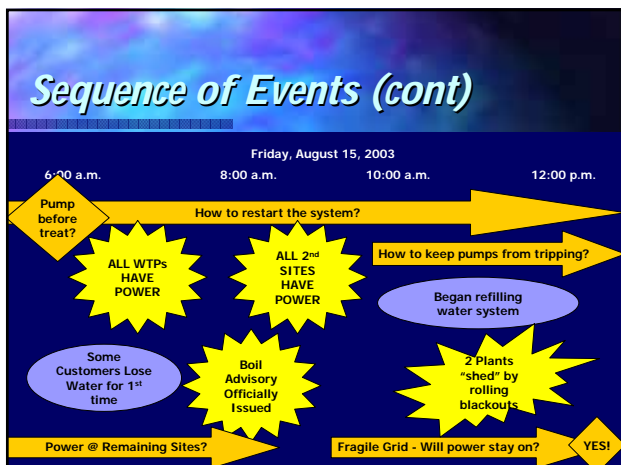 Sequence of Events (cont)
Friday, August 15, 2003
6:00 a.m. 8:00 a.m. 10:00 a.m. 12:00 p.m.
Pump
before
treat?
How to restart the system?
ALL WTPs
HAVE
POWER
ALL 2nd
SITES
HAVE
POWER
How to keep pumps from tripping?
Began refilling
water system
Some
Customers Lose
Water for 1st
time
Boil
Advisory
Officially
Issued
2 Plants
"shed" by
rolling
blackouts
Power @ Remaining Sites?
Fragile Grid - Will power stay on?
YES!